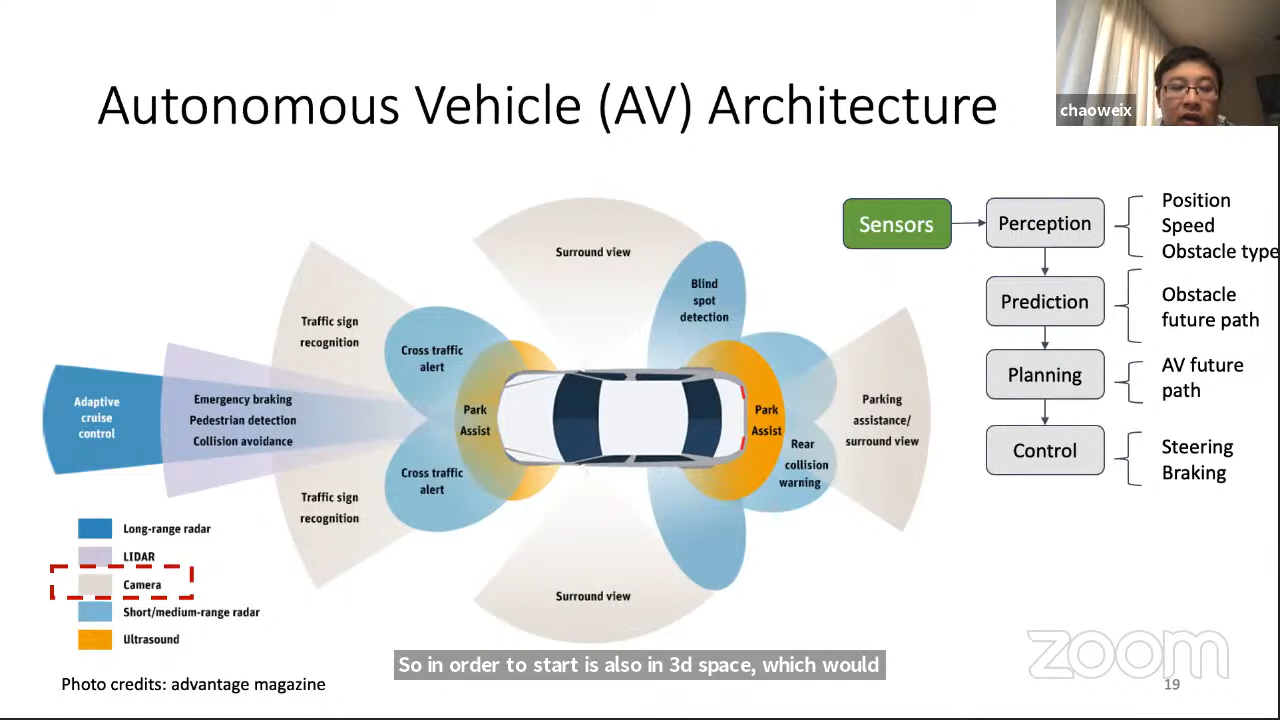 Autonomous Vehicle (AV) Architecture
chaoweix
Surround view
Blind
spot
detection
Traffic sign
recognition
Cross traffic
alert
Adaptive
cruise
control
Emergency braking
Pedestrian detection
Collision avoidance
Park
Assist
Park
Assist
Parking
assistance/
surround view
Rear
collision
warning
Cross traffic
alert
Traffic sign
recognition
Surround view
Long-range radar
LIDAR
Camera
Short/medium-range radar
Ultrasound
Sensors
Perception
Position
Speed
Obstacle type
Prediction
Obstacle
future path
Planning
AV future
path
Control
Steering
Braking
So in order to start is also in 3d space, which would
Photo credits: advantage magazine
zoom
19